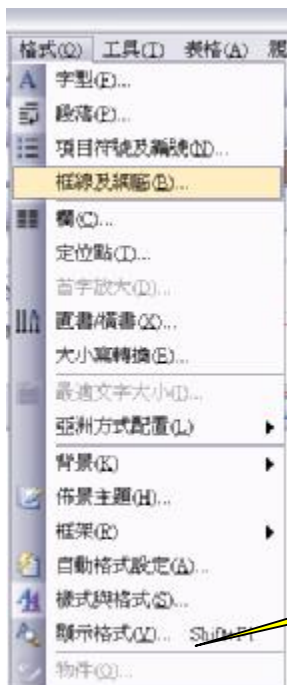 格式(O) 工具(T) 表格(A) 視
字型(F)...
段落(P)...
項目符號及編號(N)...
框線及網底(B)...
欄(C)...
定位點(T)...
首字放大(D)...
直書/橫書(X)...
大小寫轉換(E)...
最適文字大小(I)...
亞洲方式配置(L)
背景(K)
佈景主題(H)...
框架(R)
自動格式設定(A)...
樣式與格式(S)...
顯示格式(V)... Shift+F1
物件(O)...